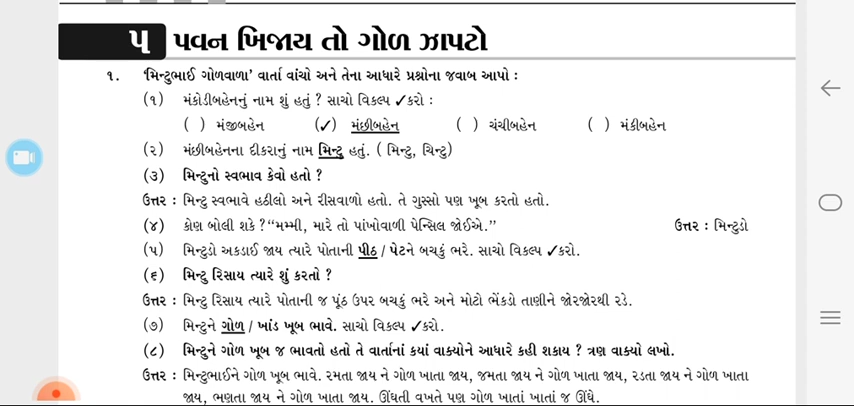 ૫ પવન ખિજાય તો ગોળ ઝાપટો
૧. ‘મિન્ટુભાઈ ગોળવાળા’ વાર્તા વાંચો અને તેના આધારે પ્રશ્નોના જવાબ આપો :
(૧) મંકોડીબહેનનું નામ શું હતું ? સાચો વિકલ્પ ✓કરો :
( ) મંજીબહેન (✓) મંછીબહેન ( ) ચંચીબહેન ( ) મંકીબહેન
(૨) મંછીબહેનના દીકરાનું નામ મિન્ટુ હતું. ( મિન્ટુ, ચિન્ટુ)
(૩) મિન્ટુનો સ્વભાવ કેવો હતો ?
ઉત્તર : મિન્ટુ સ્વભાવે હઠીલો અને રીસવાળો હતો. તે ગુસ્સો પણ ખૂબ કરતો હતો.
(૪) કોણ બોલી શકે ? “મમ્મી, મારે તો પાંખોવાળી પેન્સિલ જોઈએ.” ઉત્તર : મિન્ટુડો
(૫) મિન્ટુડો અકડાઈ જાય ત્યારે પોતાની પીઠ / પેટને બચકું ભરે. સાચો વિકલ્પ ✓કરો.
(૬) મિન્ટુ રિસાય ત્યારે શું કરતો ?
ઉત્તર : મિન્ટુ રિસાય ત્યારે પોતાની જ પૂંઠ ઉપર બચકું ભરે અને મોટો ભેંકડો તાણીને જોરજોરથી રડે.
(૭) મિન્ટુને ગોળ / ખાંડ ખૂબ ભાવે. સાચો વિકલ્પ ✓કરો.
(૮) મિન્ટુને ગોળ ખૂબ જ ભાવતો હતો તે વાર્તાનાં કયાં વાક્યોને આધારે કહી શકાય ? ત્રણ વાક્યો લખો.
ઉત્તર : મિન્ટુભાઈને ગોળ ખૂબ ભાવે. રમતા જાય ને ગોળ ખાતા જાય, જમતા જાય ને ગોળ ખાતા જાય, રડતા જાય ને ગોળ ખાતા
જાય, ભણતા જાય ને ગોળ ખાતા જાય. ઊંઘતી વખતે પણ ગોળ ખાતાં ખાતાં જ ઊંઘે.